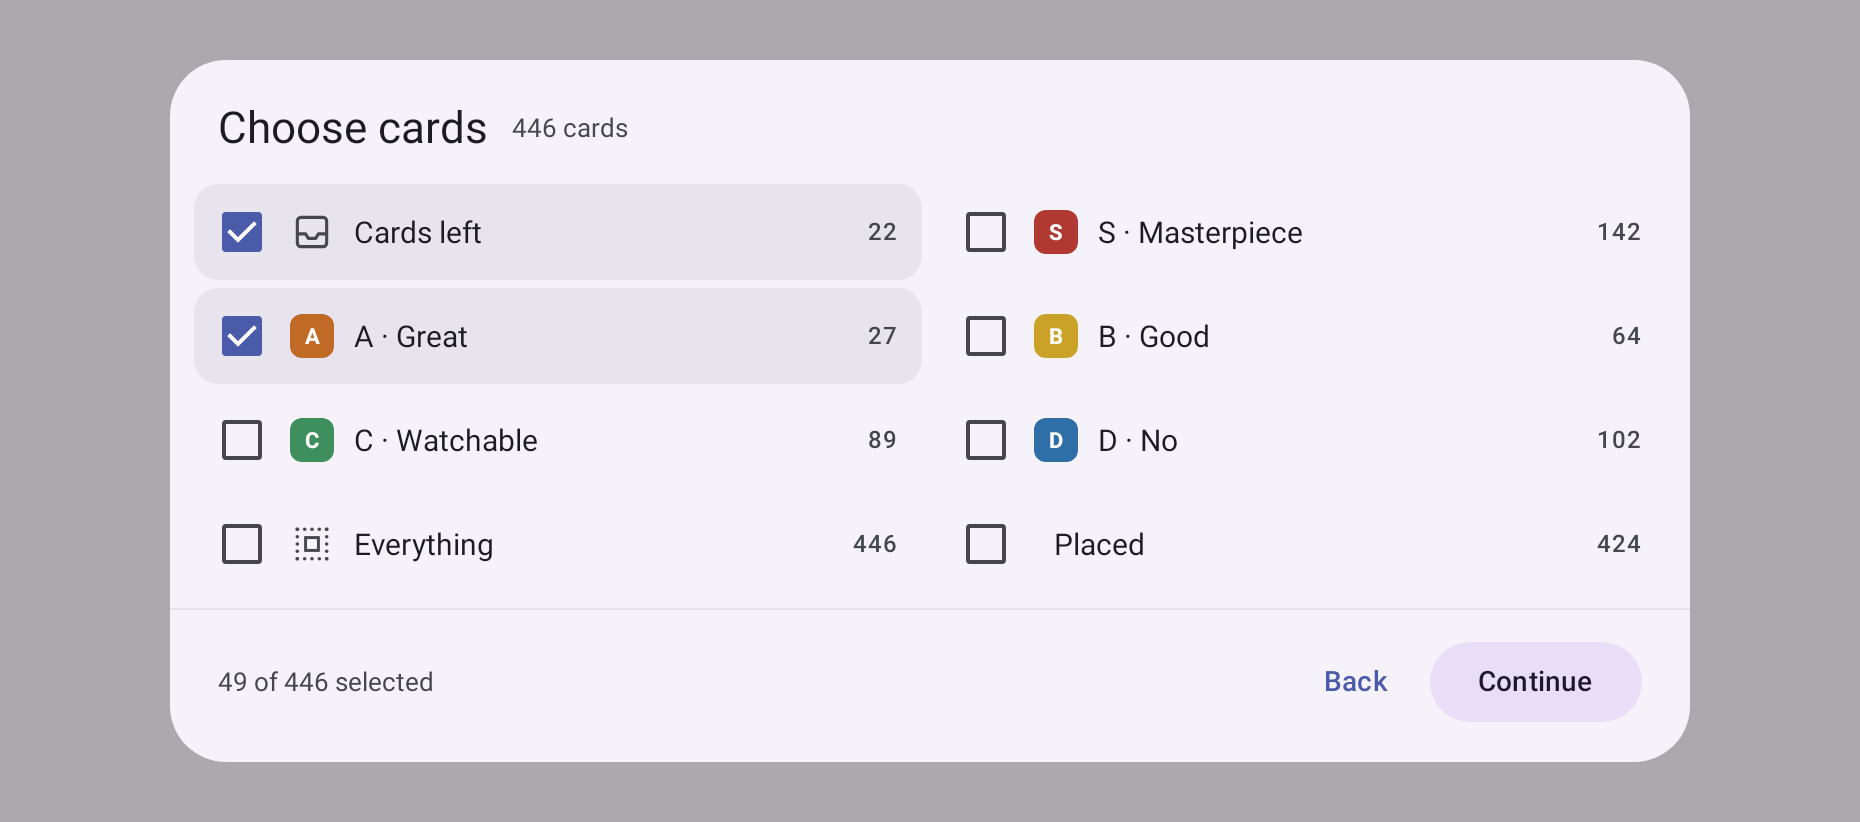 Choose cards 446 cards
Cards left 22
S S · Masterpiece 142
A A · Great 27
B B · Good 64
C C · Watchable 89
D D · No 102
Everything 446
Placed 424
49 of 446 selected
Back
Continue